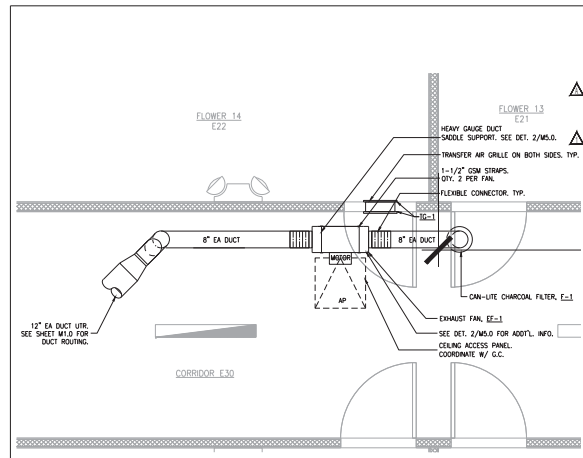 FLOWER 14
E22
FLOWER 13
E21
HEAVY GAUGE DUCT
SADDLE SUPPORT. SEE DET. 2/M5.0.
TRANSFER AIR GRILLE ON BOTH SIDES. TYP.
1-1/2" GSM STRAPS.
QTY. 2 PER FAN.
FLEXIBLE CONNECTOR. TYP.
TG-1
8" EA DUCT
8" EA DUCT
MOTOR
AP
CAN-LITE CHARCOAL FILTER, F-1
EXHAUST FAN, EF-1
12" EA DUCT UTR.
SEE SHEET M1.0 FOR
DUCT ROUTING.
SEE DET. 2/M5.0 FOR ADDT'L. INFO.
CEILING ACCESS PANEL.
COORDINATE W/ G.C.
CORRIDOR E30